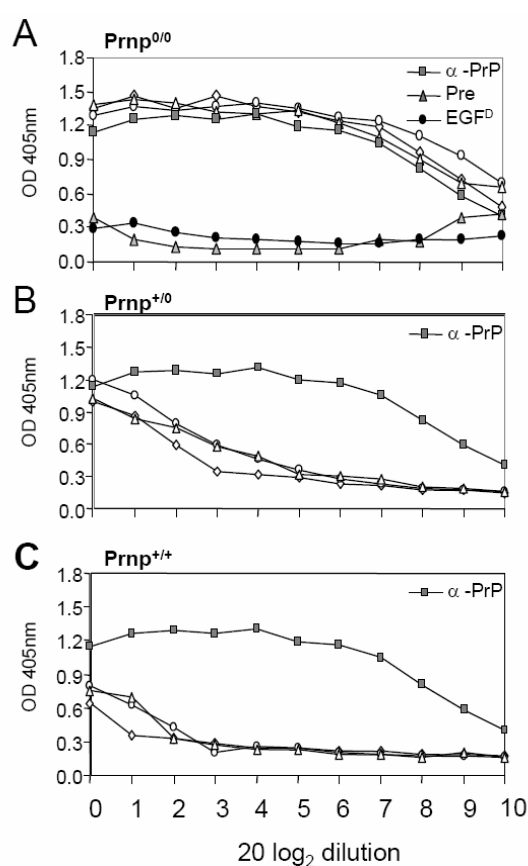 A
Prnp0/0
1.8
1.5
1.2
0.9
0.6
0.3
0.0
OD 405nm
α -PrP
Pre
EGFD
B
Prnp+/0
1.8
1.5
1.2
0.9
0.6
0.3
0.0
OD 405nm
α -PrP
C
Prnp+/+
1.8
1.5
1.2
0.9
0.6
0.3
0.0
OD 405nm
α -PrP
0 1 2 3 4 5 6 7 8 9 10
20 log2 dilution